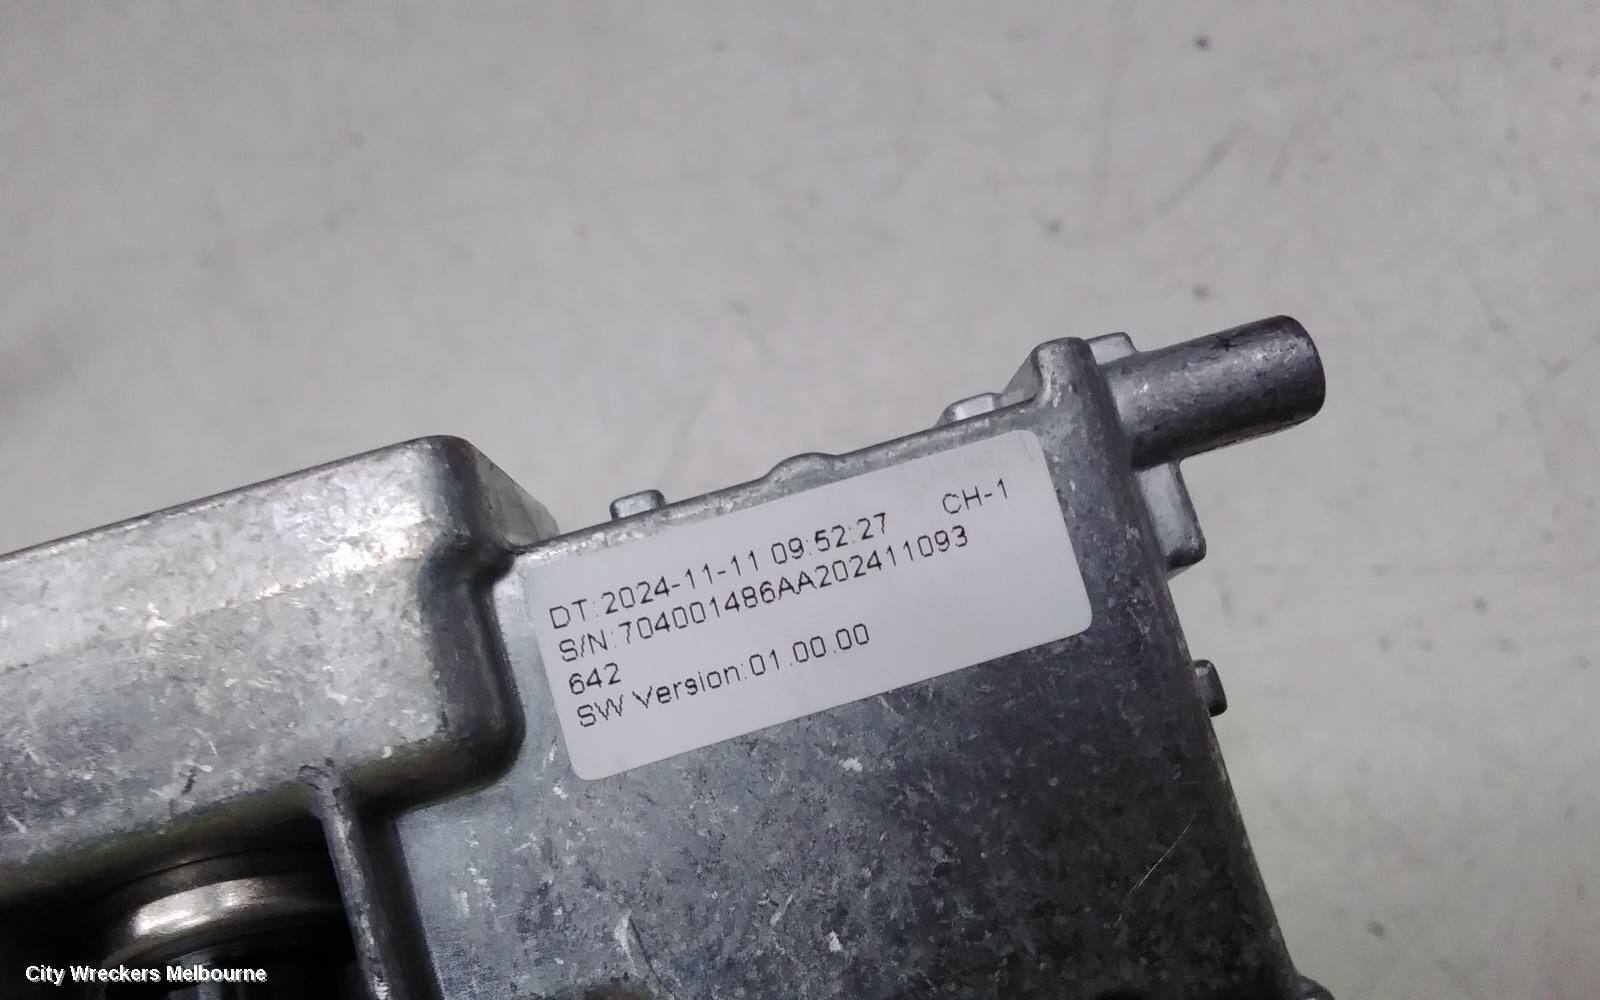 DT:2024-11-11 09:52:27 CH-1
S/N:704001486AA202411093
642
SW Version:01.00.00
City Wreckers Melbourne